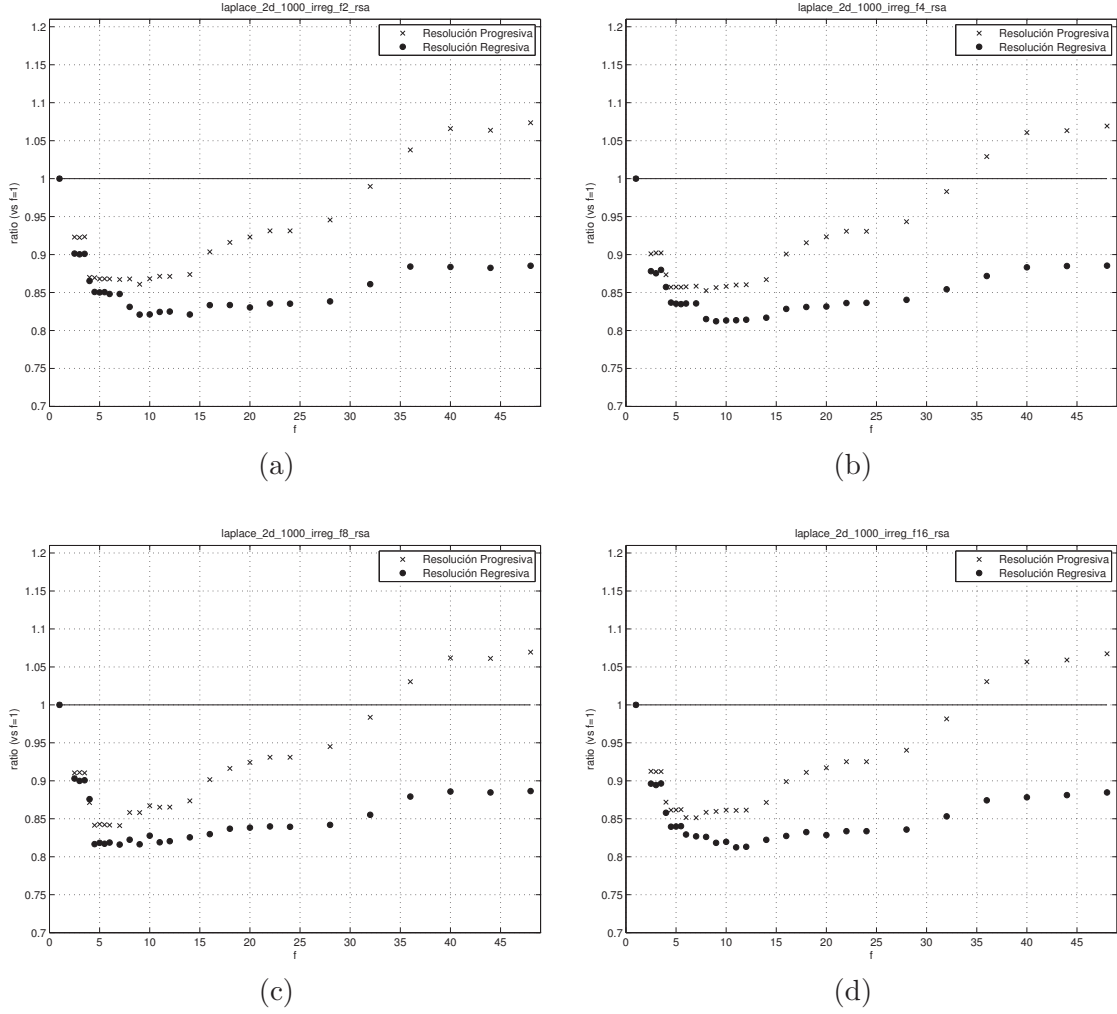 laplace_2d_1000_irreg_f2_rsa
Resolución Progresiva
Resolución Regresiva
1.2
1.15
1.1
1.05
1
0.95
0.9
0.85
0.8
0.75
0.7
ratio (vs f=1)
0 5 10 15 20 25 30 35 40 45
f
(a)
laplace_2d_1000_irreg_f4_rsa
Resolución Progresiva
Resolución Regresiva
1.2
1.15
1.1
1.05
1
0.95
0.9
0.85
0.8
0.75
0.7
ratio (vs f=1)
0 5 10 15 20 25 30 35 40 45
f
(b)
laplace_2d_1000_irreg_f8_rsa
Resolución Progresiva
Resolución Regresiva
1.2
1.15
1.1
1.05
1
0.95
0.9
0.85
0.8
0.75
0.7
ratio (vs f=1)
0 5 10 15 20 25 30 35 40 45
f
(c)
laplace_2d_1000_irreg_f16_rsa
Resolución Progresiva
Resolución Regresiva
1.2
1.15
1.1
1.05
1
0.95
0.9
0.85
0.8
0.75
0.7
ratio (vs f=1)
0 5 10 15 20 25 30 35 40 45
f
(d)